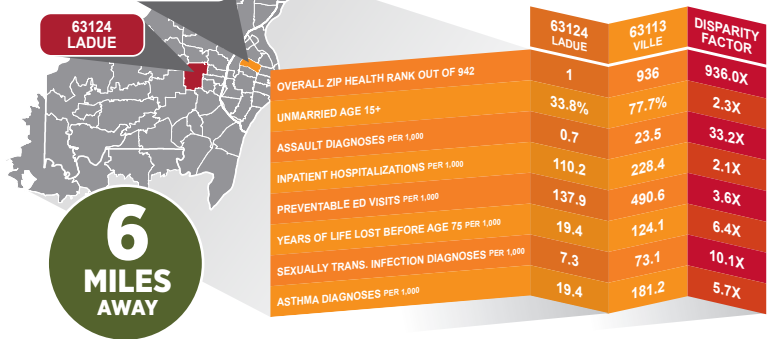 63124
LADUE
63124
LADUE
63113
VILLE
DISPARITY
FACTOR
OVERALL ZIP HEALTH RANK OUT OF 942 1 936 936.0X
UNMARRIED AGE 15+ 33.8% 77.7% 2.3X
ASSAULT DIAGNOSES PER 1,000 0.7 23.5 33.2X
INPATIENT HOSPITALIZATIONS PER 1,000 110.2 228.4 2.1X
PREVENTABLE ED VISITS PER 1,000 137.9 490.6 3.6X
YEARS OF LIFE LOST BEFORE AGE 75 PER 1,000 19.4 124.1 6.4X
SEXUALLY TRANS. INFECTION DIAGNOSES PER 1,000 7.3 73.1 10.1X
ASTHMA DIAGNOSES PER 1,000 19.4 181.2 5.7X
6
MILES
AWAY